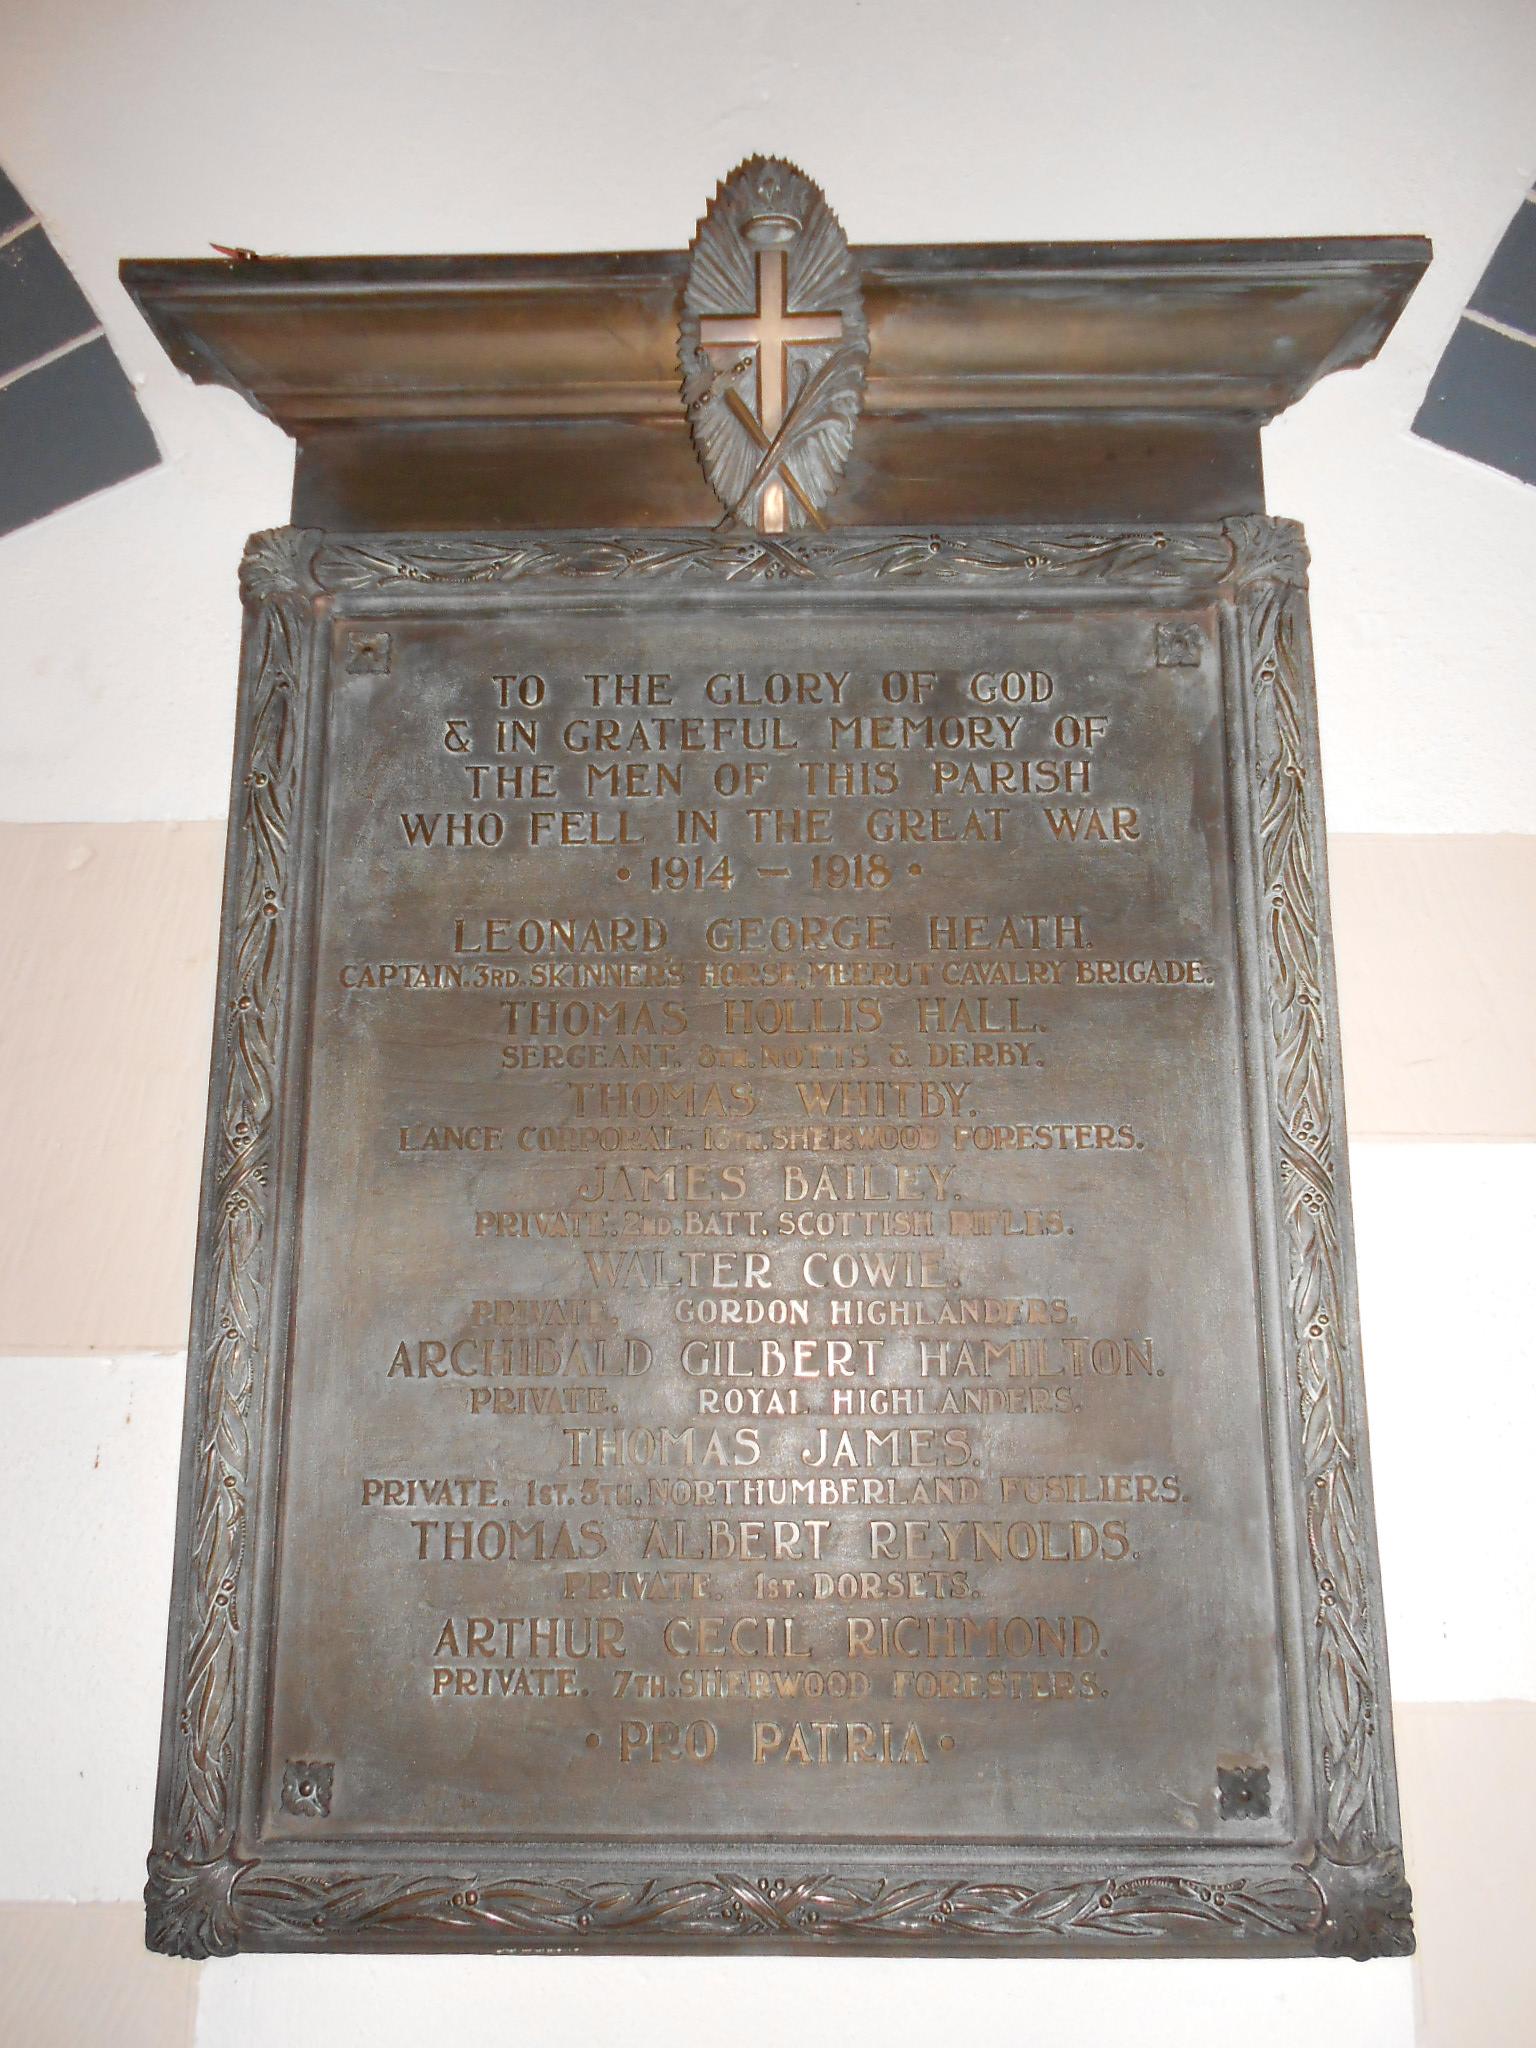 TO THE GLORY OF GOD
& IN GRATEFUL MEMORY OF
THE MEN OF THIS PARISH
WHO FELL IN THE GREAT WAR
· 1914 – 1918 ·
LEONARD GEORGE HEATH.
CAPTAIN. 3RD. SKINNER'S HORSE, MEERUT CAVALRY BRIGADE.
THOMAS HOLLIS HALL.
SERGEANT. 8TH. NOTTS & DERBY.
THOMAS WHITBY.
LANCE CORPORAL. 16TH. SHERWOOD FORESTERS.
JAMES BAILEY.
PRIVATE. 2ND. BATT. SCOTTISH RIFLES.
WALTER COWIE.
PRIVATE. GORDON HIGHLANDERS.
ARCHIBALD GILBERT HAMILTON.
PRIVATE. ROYAL HIGHLANDERS.
THOMAS JAMES.
PRIVATE. 1ST. 5TH. NORTHUMBERLAND FUSILIERS.
THOMAS ALBERT REYNOLDS.
PRIVATE. 1ST. DORSETS.
ARTHUR CECIL RICHMOND.
PRIVATE. 7TH. SHERWOOD FORESTERS.
· PRO PATRIA ·